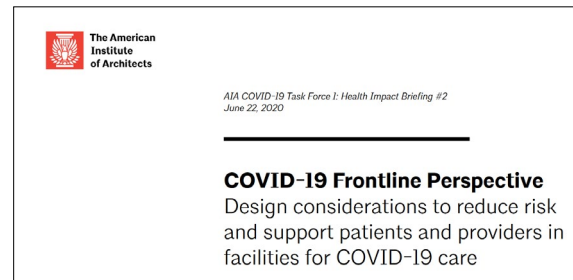 The American
Institute
of Architects
AIA COVID-19 Task Force I: Health Impact Briefing #2
June 22, 2020
COVID-19 Frontline Perspective
Design considerations to reduce risk
and support patients and providers in
facilities for COVID-19 care